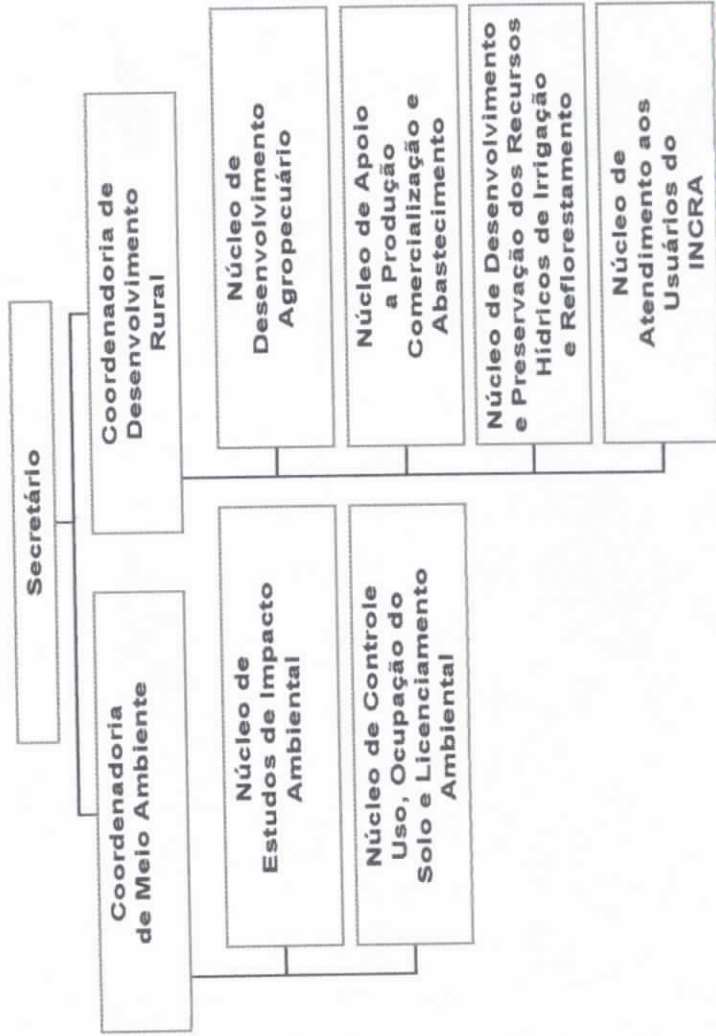 Secretário
Coordenadoria
de Meio Ambiente
Núcleo de
Estudos de Impacto
Ambiental
Núcleo de Controle
Uso, Ocupação do
Solo e Licenciamento
Ambiental
Coordenadoria de
Desenvolvimento
Rural
Núcleo de
Desenvolvimento
Agropecuário
Núcleo de Apoio
a Produção
Comercialização e
Abastecimento
Núcleo de Desenvolvimento
e Preservação dos Recursos
Hídricos de Irrigação
e Reflorestamento
Núcleo de
Atendimento aos
Usuários do
INCRA